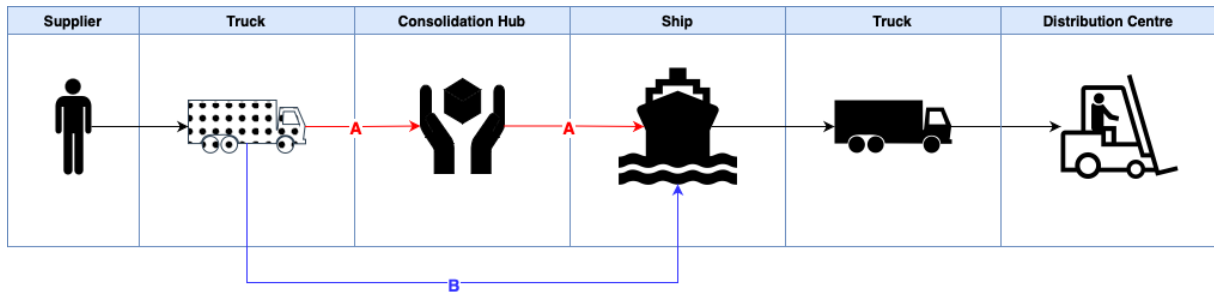 Supplier
Truck
Consolidation Hub
Ship
Truck
Distribution Centre
A
A
B